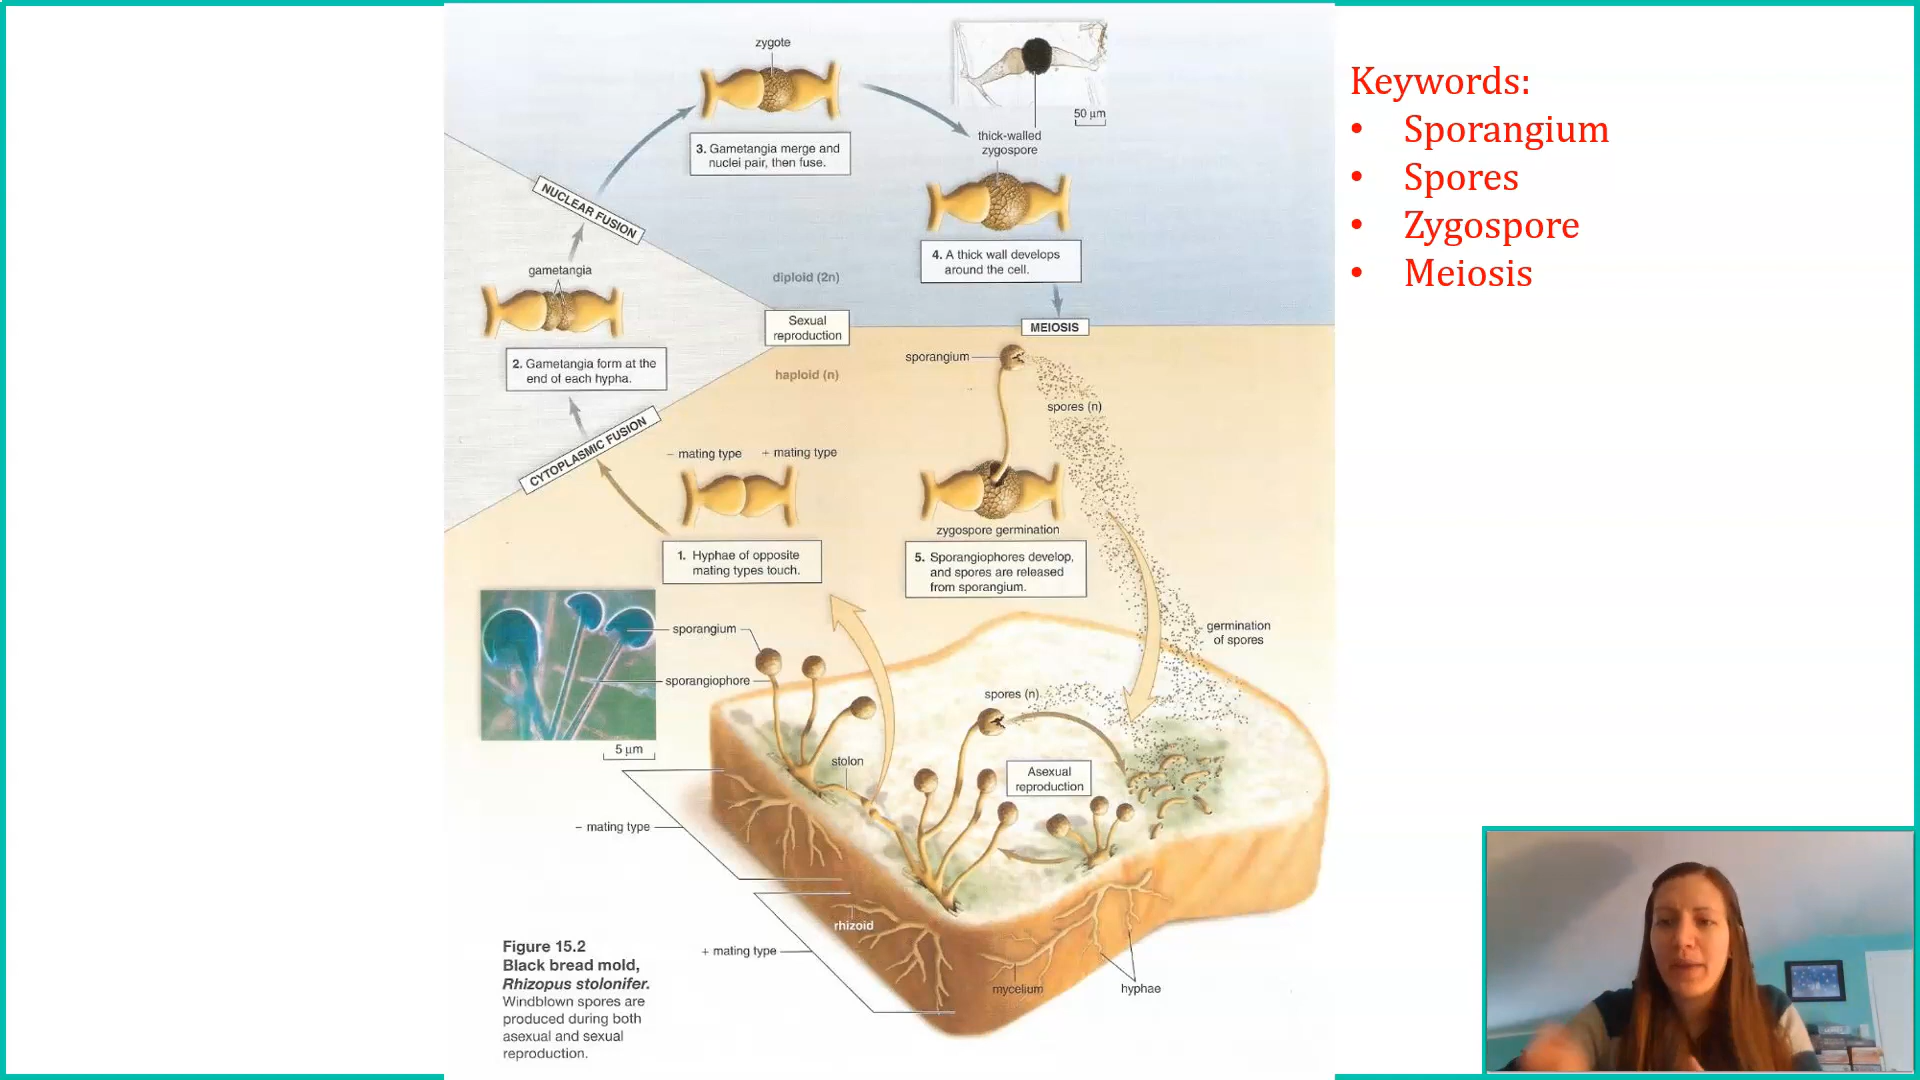 zygote
50 µm
thick-walled
zygospore
3. Gametangia merge and
nuclei pair, then fuse.
NUCLEAR FUSION
4. A thick wall develops
around the cell.
gametangia
diploid (2n)
Sexual
reproduction
MEIOSIS
2. Gametangia form at the
end of each hypha.
haploid (n)
sporangium
spores (n)
CYTOPLASMIC FUSION
– mating type
+ mating type
zygospore germination
1. Hyphae of opposite
mating types touch.
5. Sporangiophores develop,
and spores are released
from sporangium.
sporangium
sporangiophore
germination
of spores
spores (n)
5 µm
stolon
Asexual
reproduction
– mating type
rhizoid
+ mating type
mycelium
hyphae
Figure 15.2
Black bread mold,
Rhizopus stolonifer.
Windblown spores are
produced during both
asexual and sexual
reproduction.
Keywords:
• Sporangium
• Spores
• Zygospore
• Meiosis